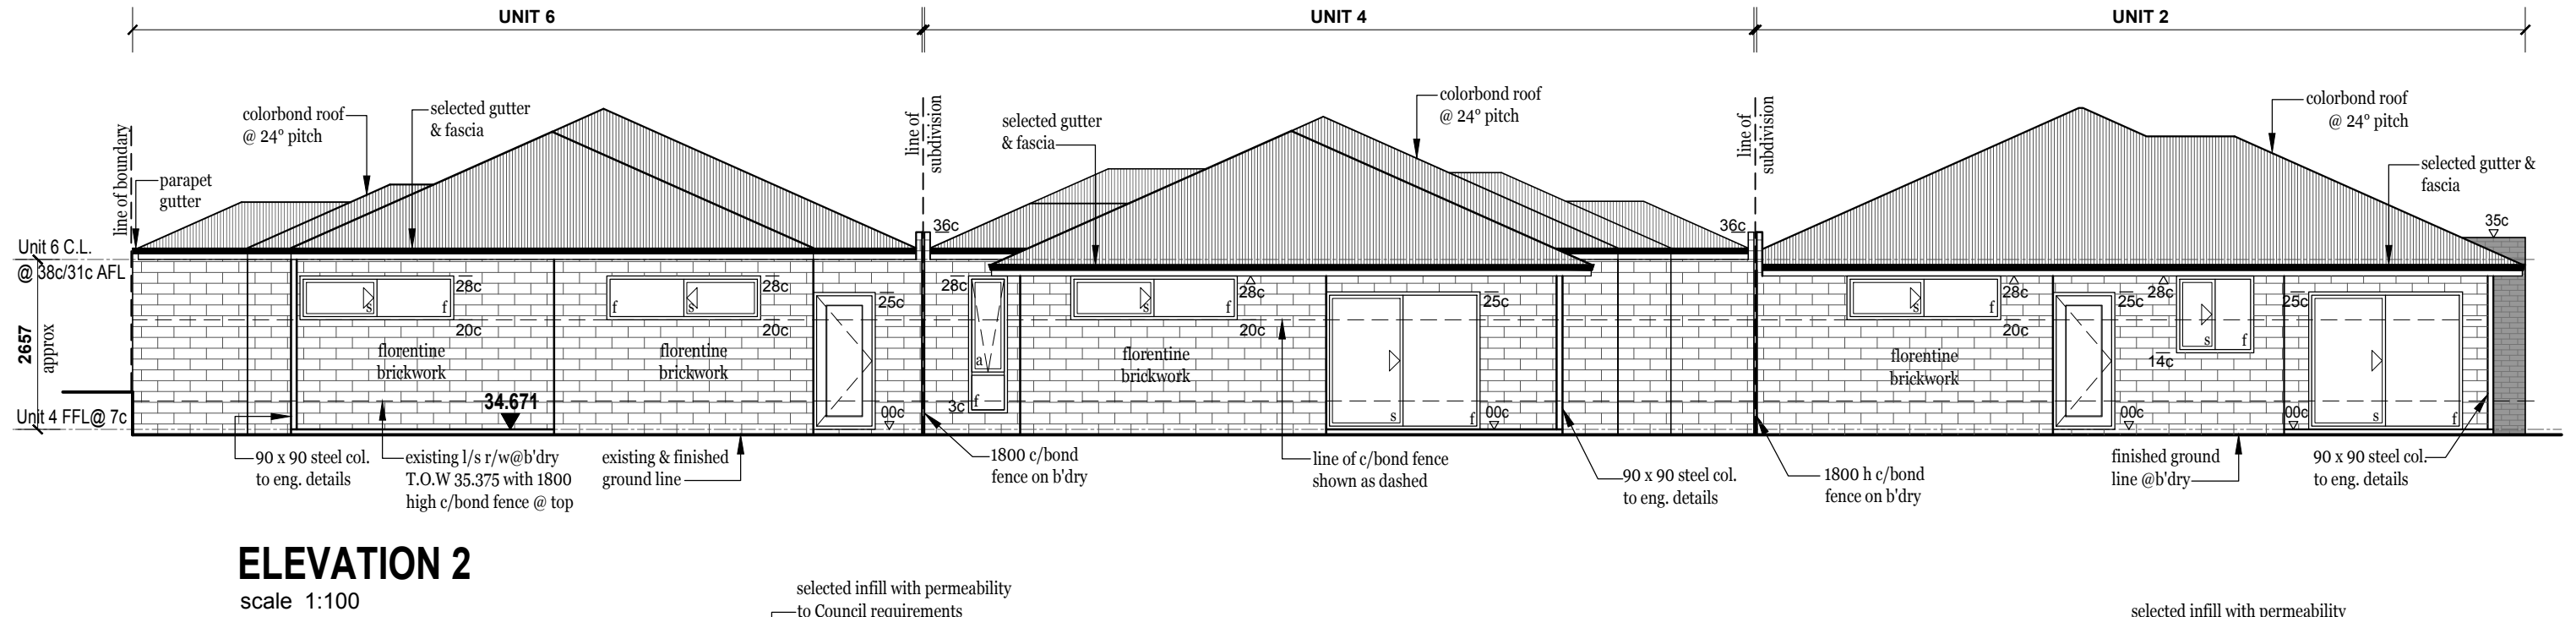 UNIT 6
UNIT 4
UNIT 2
line of boundary
parapet
gutter
colorbond roof
@ 24° pitch
selected gutter
& fascia
line of
subdivision
36c
selected gutter
& fascia
colorbond roof
@ 24° pitch
36c
line of
subdivision
colorbond roof
@ 24° pitch
selected gutter &
fascia
35c
Unit 6 C.L.
@ 38c/31c AFL
2657
approx
Unit 4 FFL@ 7c
s
f
28c
20c
f
s
28c
20c
25c
florentine
brickwork
florentine
brickwork
34.671
00c
28c
a
f
3c
s
28c
20c
florentine
brickwork
25c
s
f
00c
s
f
28c
20c
florentine
brickwork
25c
00c
28c
s
f
14c
25c
00c
s
f
90 x 90 steel col.
to eng. details
existing l/s r/w@b'dry
T.O.W 35.375 with 1800
high c/bond fence @ top
existing & finished
ground line
1800 c/bond
fence on b'dry
line of c/bond fence
shown as dashed
90 x 90 steel col.
to eng. details
1800 h c/bond
fence on b'dry
finished ground
line @b'dry
90 x 90 steel col.
to eng. details
ELEVATION 2
scale 1:100
selected infill with permeability
to Council requirements
selected infill with permeability